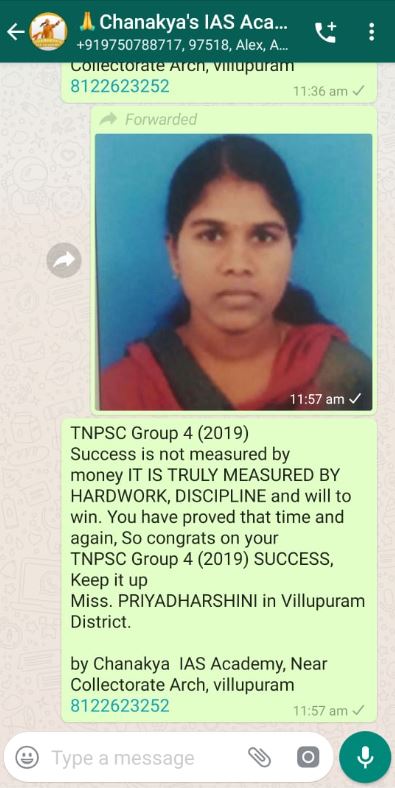 🙏 Chanakya's IAS Aca...
+919750788717, 97518, Alex, A...
Collectorate Arch, villupuram
8122623252
11:36 am
Forwarded
11:57 am
TNPSC Group 4 (2019)
Success is not measured by
money IT IS TRULY MEASURED BY
HARDWORK, DISCIPLINE and will to
win. You have proved that time and
again, So congrats on your
TNPSC Group 4 (2019) SUCCESS,
Keep it up
Miss. PRIYADHARSHINI in Villupuram
District.
by Chanakya  IAS Academy, Near
Collectorate Arch, villupuram
8122623252
11:57 am
Type a message